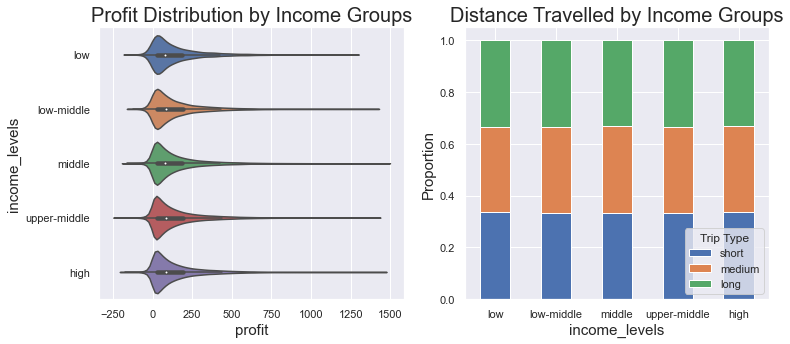 Profit Distribution by Income Groups
income_levels
low
low-middle
middle
upper-middle
high
−250 0 250 500 750 1000 1250 1500
profit
Distance Travelled by Income Groups
Proportion
1.0
0.8
0.6
0.4
0.2
0.0
Trip Type
short
medium
long
low low-middle middle upper-middle high
income_levels